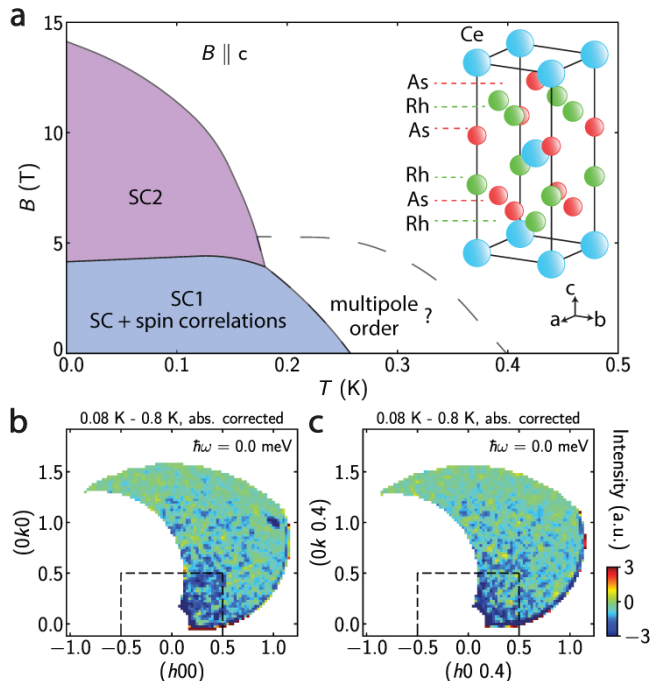 a
B ∥ c
B (T)
15
10
5
0
SC2
SC1
SC + spin correlations
multipole
order
?
0.0 0.1 0.2 0.3 0.4 0.5
T (K)
Ce
As
Rh
As
Rh
As
Rh
c
a b
b
0.08 K - 0.8 K, abs. corrected
ℏω = 0.0 meV
(0k0)
1.5
1.0
0.5
0.0
−1.0 −0.5 0.0 0.5 1.0
(h00)
c
0.08 K - 0.8 K, abs. corrected
ℏω = 0.0 meV
(0k 0.4)
1.5
1.0
0.5
0.0
−1.0 −0.5 0.0 0.5 1.0
(h0 0.4)
Intensity (a.u.)
3
0
−3